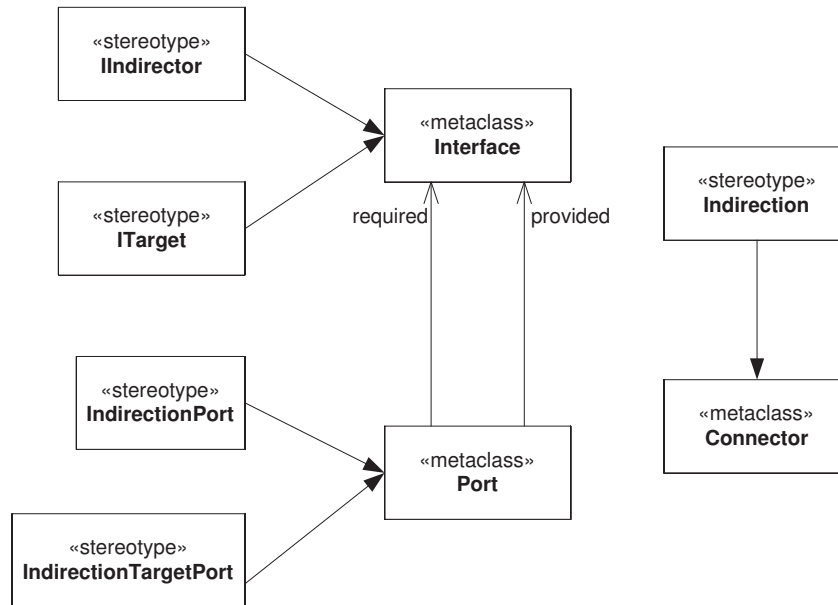 «stereotype»
IIndirector
«metaclass»
Interface
«stereotype»
Indirection
«stereotype»
ITarget
required
provided
«stereotype»
IndirectionPort
«metaclass»
Port
«metaclass»
Connector
«stereotype»
IndirectionTargetPort